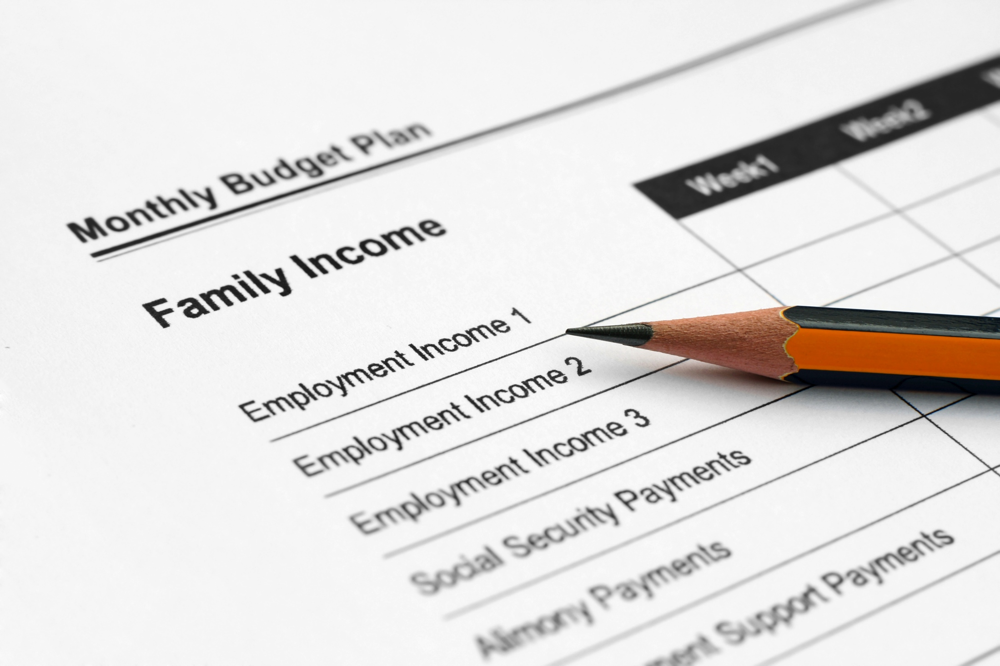 Monthly Budget Plan
Family Income
Week1 Week2
Employment Income 1
Employment Income 2
Employment Income 3
Social Security Payments
Alimony Payments
Support Payments